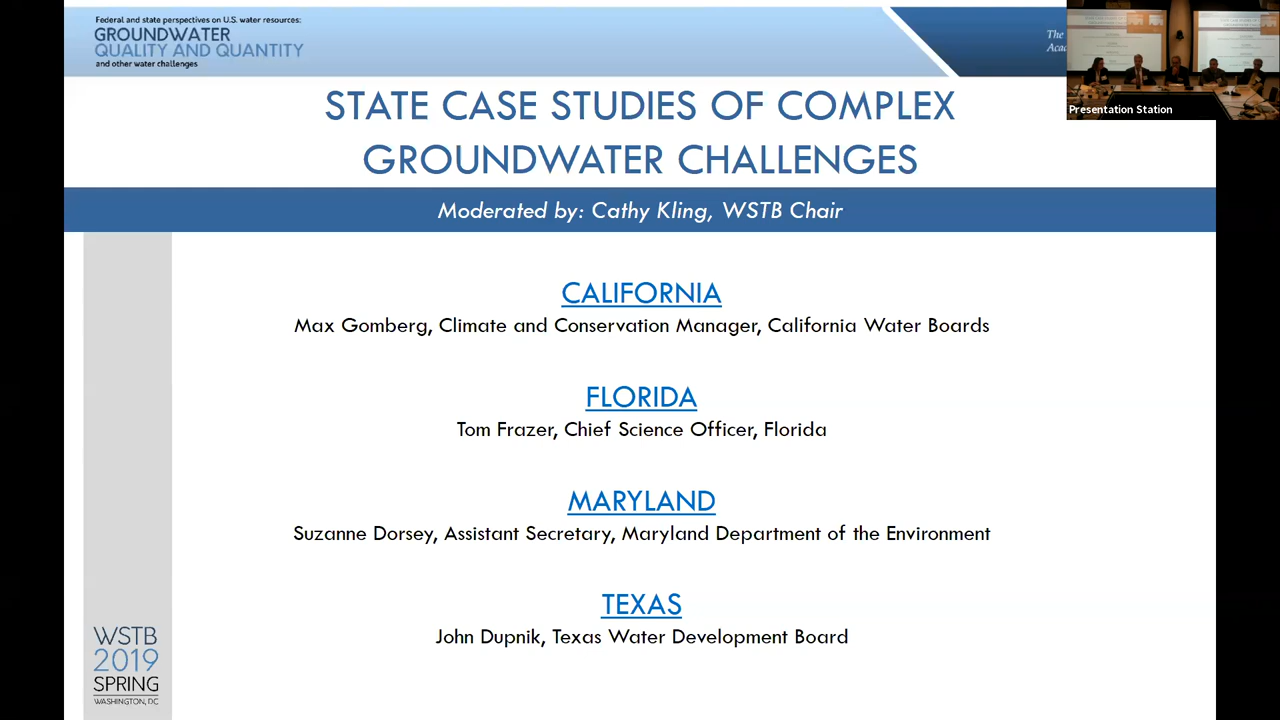 Federal and state perspectives on U.S. water resources:
GROUNDWATER
QUALITY AND QUANTITY
and other water challenges
The
Acad
Presentation Station
STATE CASE STUDIES OF COMPLEX
GROUNDWATER CHALLENGES
Moderated by: Cathy Kling, WSTB Chair
CALIFORNIA
Max Gomberg, Climate and Conservation Manager, California Water Boards
FLORIDA
Tom Frazer, Chief Science Officer, Florida
MARYLAND
Suzanne Dorsey, Assistant Secretary, Maryland Department of the Environment
TEXAS
John Dupnik, Texas Water Development Board
WSTB
2019
SPRING
WASHINGTON, DC